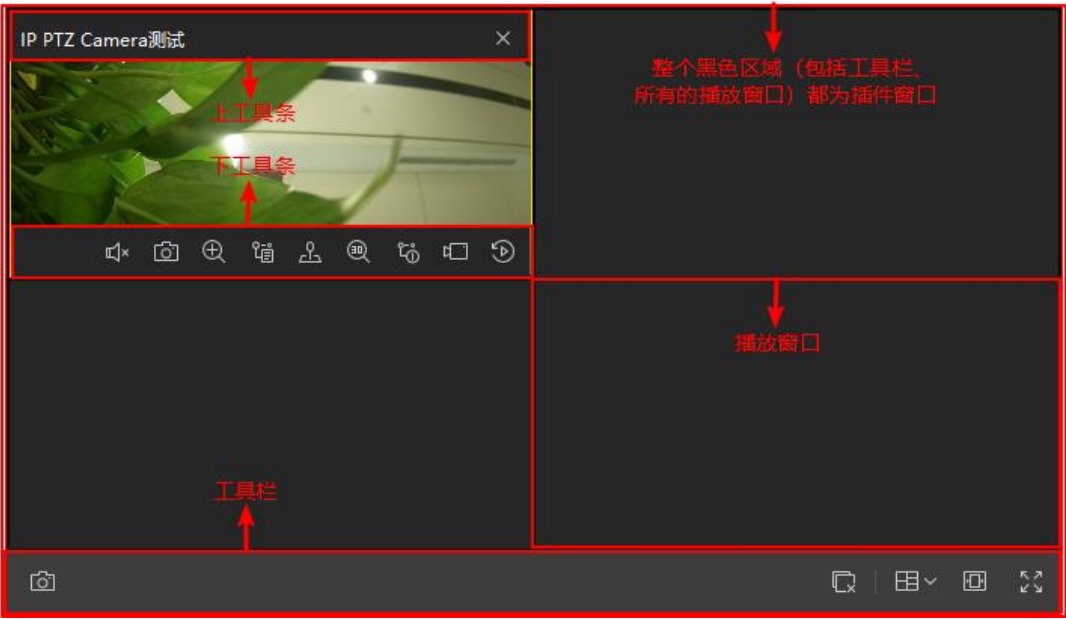 IP PTZ Camera测试
整个黑色区域（包括工具栏、
所有的播放窗口）都为插件窗口
上工具条
下工具条
3D
播放窗口
工具栏